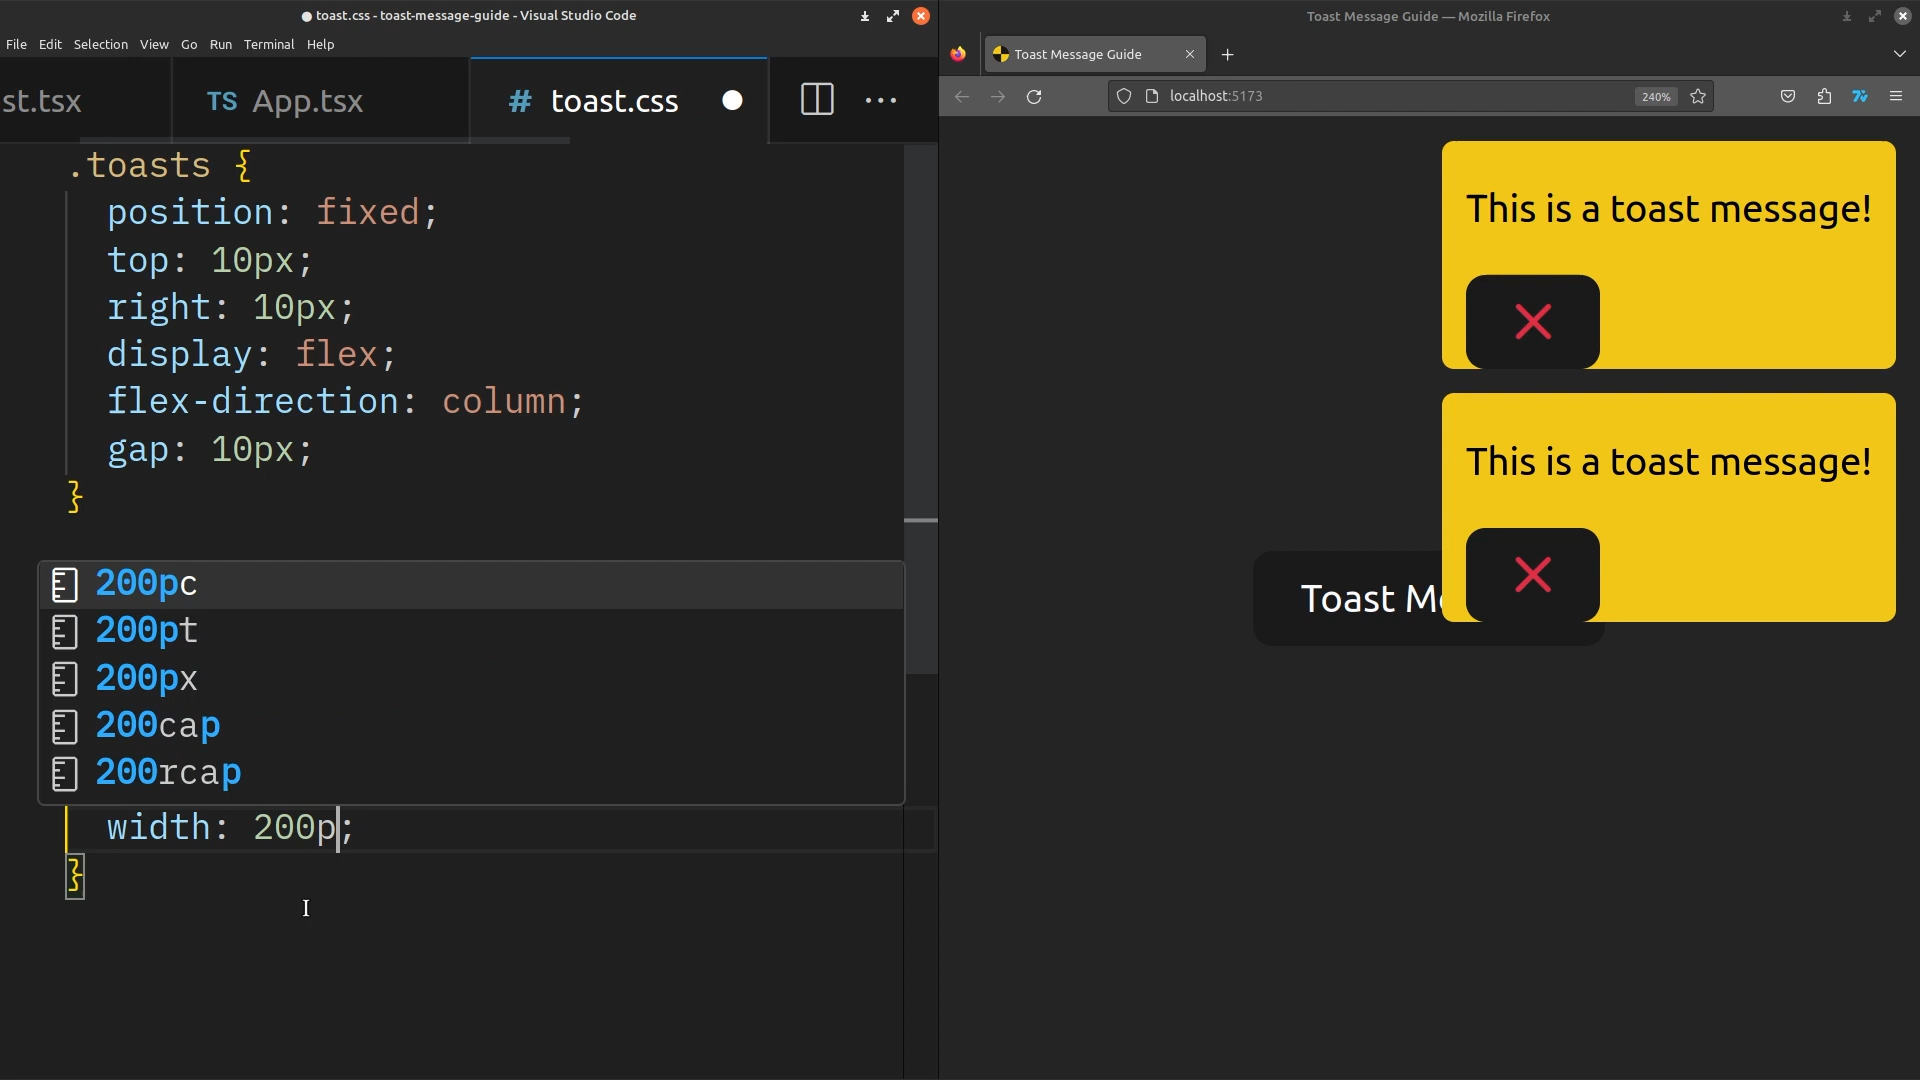 toast.css - toast-message-guide - Visual Studio Code
File Edit Selection View Go Run Terminal Help
st.tsx
TS App.tsx
# toast.css
.toasts {
position: fixed;
top: 10px;
right: 10px;
display: flex;
flex-direction: column;
gap: 10px;
}
200pc
200pt
200px
200cap
200rcap
width: 200p;
}
Toast Message Guide — Mozilla Firefox
Toast Message Guide
localhost:5173
240%
This is a toast message!
This is a toast message!
Toast Me